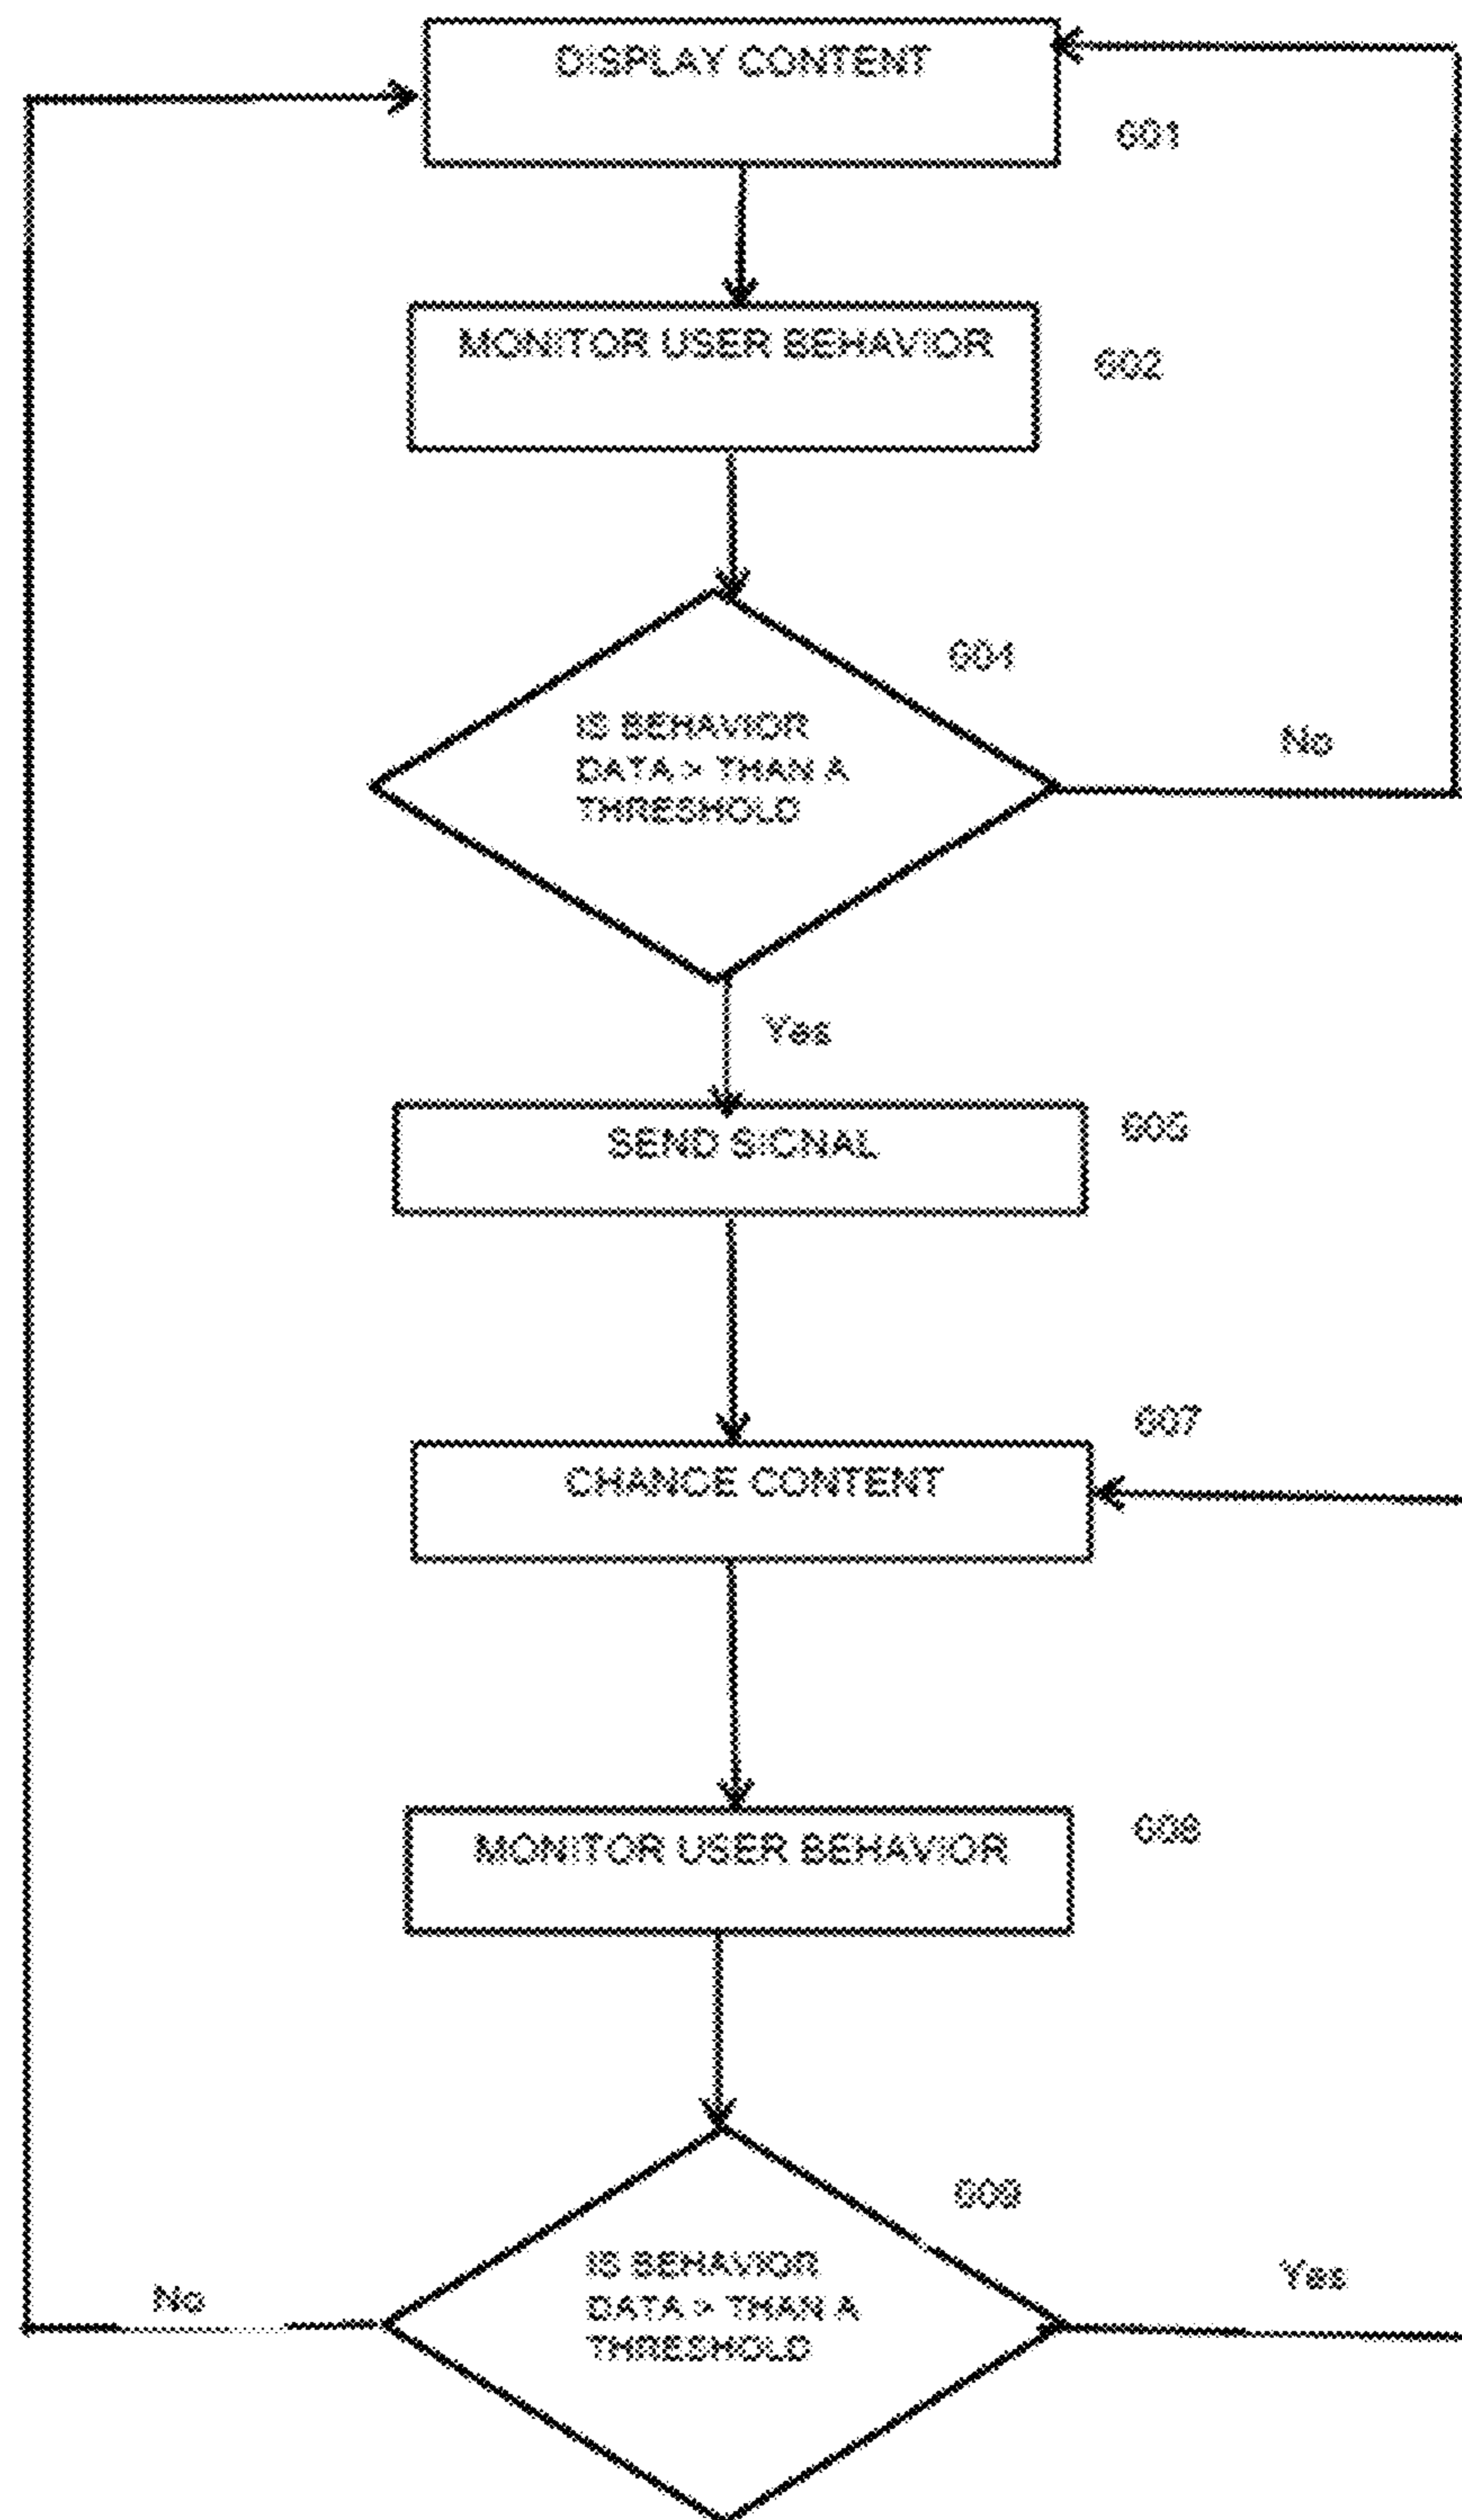 DISPLAY CONTENT
601
MONITOR USER BEHAVIOR
602
604
IS BEHAVIOR
DATA > THAN A
THRESHOLD
No
Yes
SEND SIGNAL
605
607
CHANGE CONTENT
MONITOR USER BEHAVIOR
608
609
IS BEHAVIOR
DATA > THAN A
THRESHOLD
No
Yes